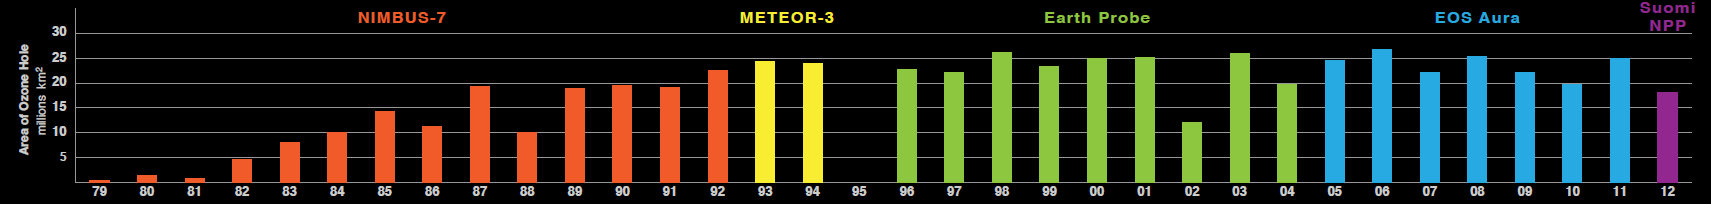 NIMBUS-7 METEOR-3 Earth Probe EOS Aura Suomi
NPP
Area of Ozone Hole
millions km²
30
25
20
15
10
5
79 80 81 82 83 84 85 86 87 88 89 90 91 92 93 94 95 96 97 98 99 00 01 02 03 04 05 06 07 08 09 10 11 12